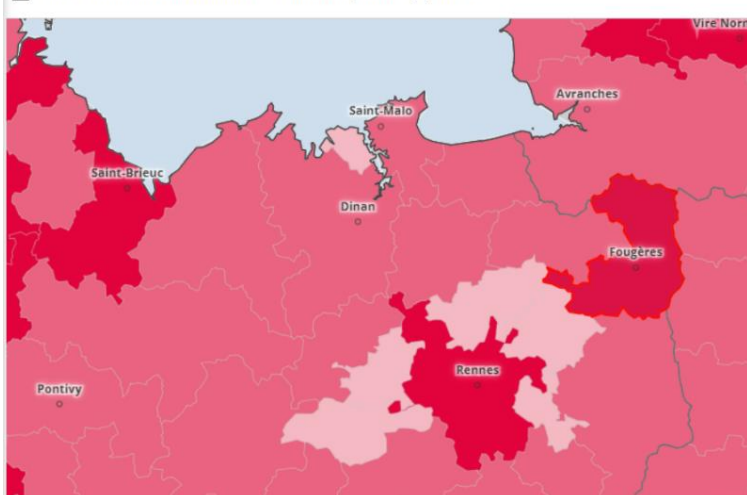 Vire Norm
Avranches
Saint-Malo
Saint-Brieuc
Dinan
Fougères
Rennes
Pontivy